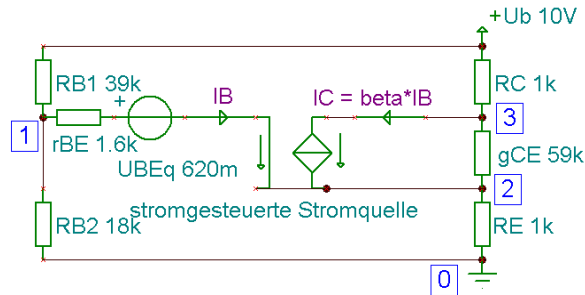 +Ub 10V
RB1 39k
RC 1k
+
IB
IC = beta*IB
1
3
rBE 1.6k
gCE 59k
UBEq 620m
2
stromgesteuerte Stromquelle
RB2 18k
RE 1k
0